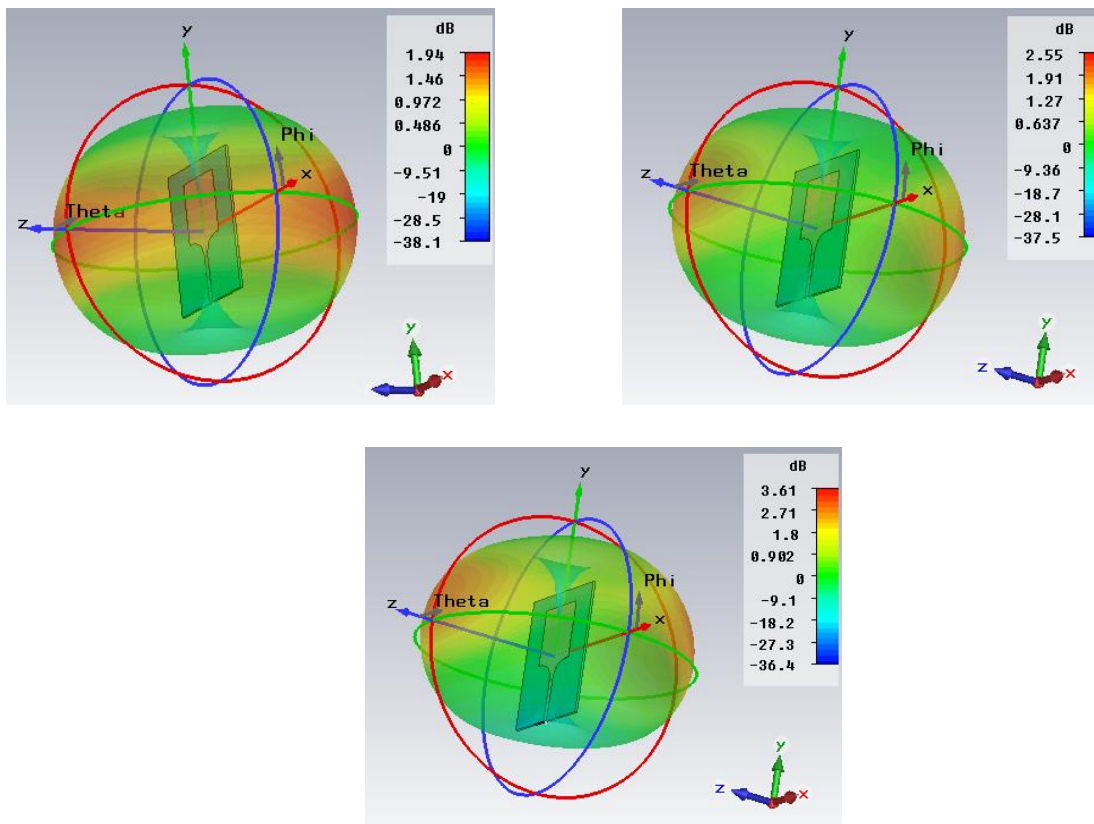 dB
1.94
1.46
0.972
0.486
0
-9.51
-19
-28.5
-38.1
y
Phi
x
Theta
z
y
z
x
dB
2.55
1.91
1.27
0.637
0
-9.36
-18.7
-28.1
-37.5
y
Phi
Theta
z
x
y
z
x
dB
3.61
2.71
1.8
0.902
0
-9.1
-18.2
-27.3
-36.4
y
Phi
Theta
z
x
y
z
x